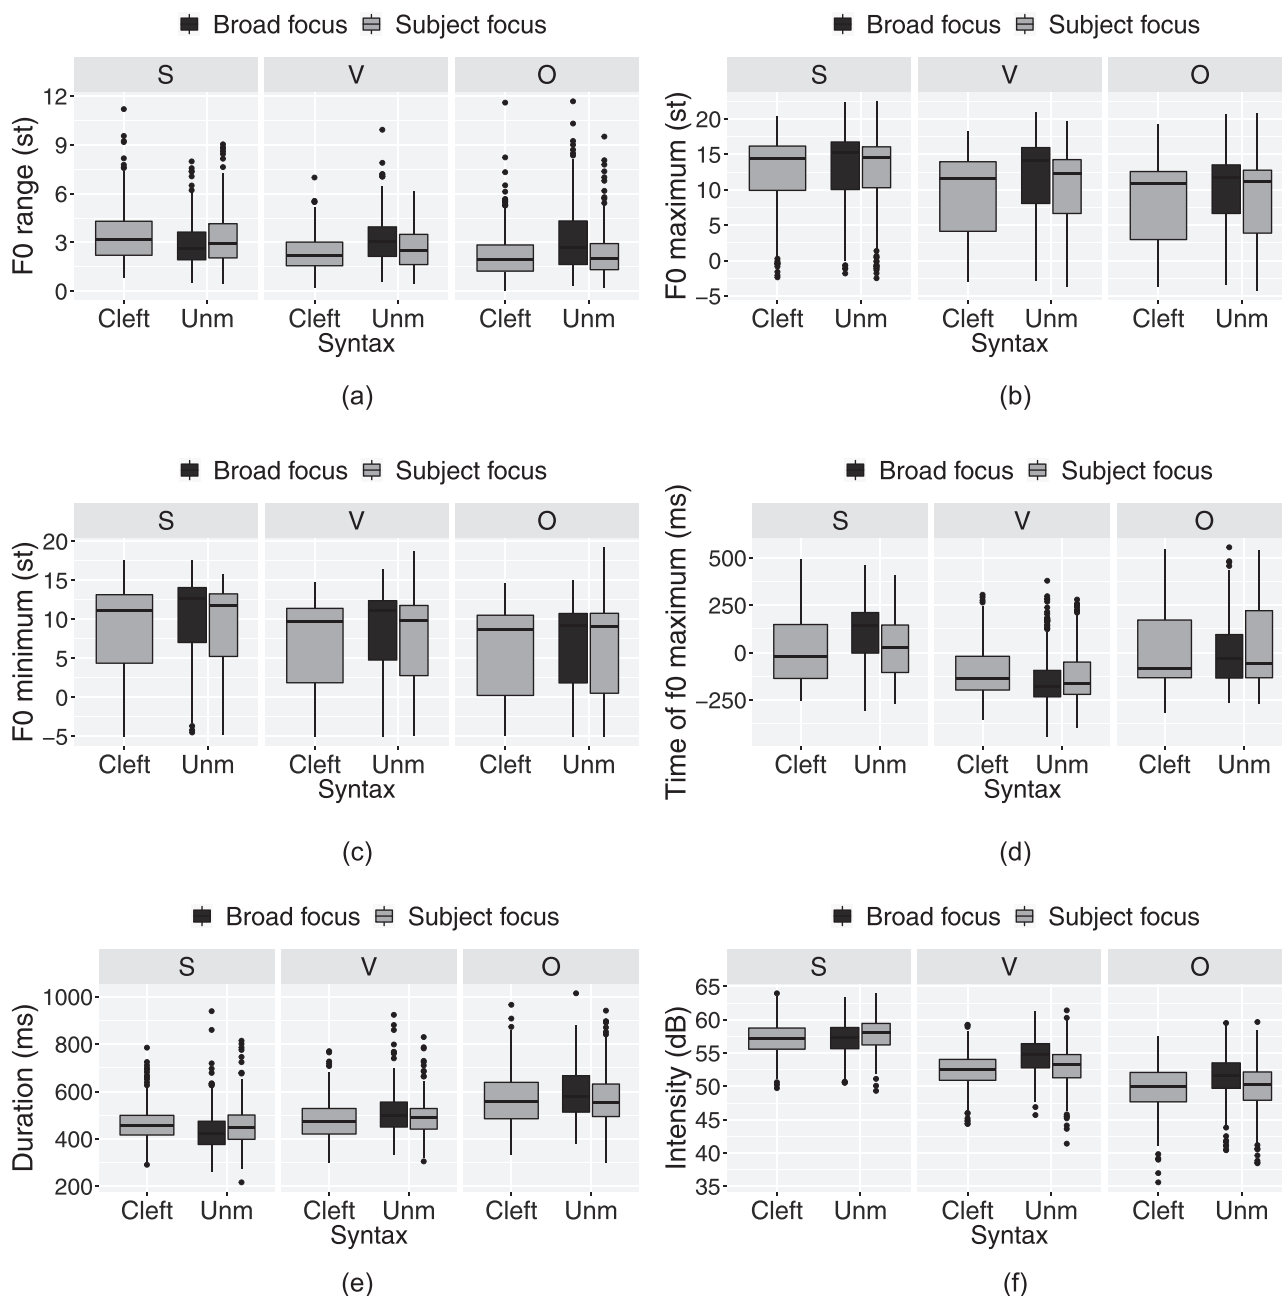 Broad focus Subject focus
S V O
F0 range (st)
12
9
6
3
0
Cleft Unm Cleft Unm Cleft Unm
Syntax
(a)
Broad focus Subject focus
S V O
F0 maximum (st)
20
15
10
5
0
−5
Cleft Unm Cleft Unm Cleft Unm
Syntax
(b)
Broad focus Subject focus
S V O
F0 minimum (st)
20
15
10
5
0
−5
Cleft Unm Cleft Unm Cleft Unm
Syntax
(c)
Broad focus Subject focus
S V O
Time of f0 maximum (ms)
500
250
0
−250
Cleft Unm Cleft Unm Cleft Unm
Syntax
(d)
Broad focus Subject focus
S V O
Duration (ms)
1000
800
600
400
200
Cleft Unm Cleft Unm Cleft Unm
Syntax
(e)
Broad focus Subject focus
S V O
Intensity (dB)
65
60
55
50
45
40
35
Cleft Unm Cleft Unm Cleft Unm
Syntax
(f)